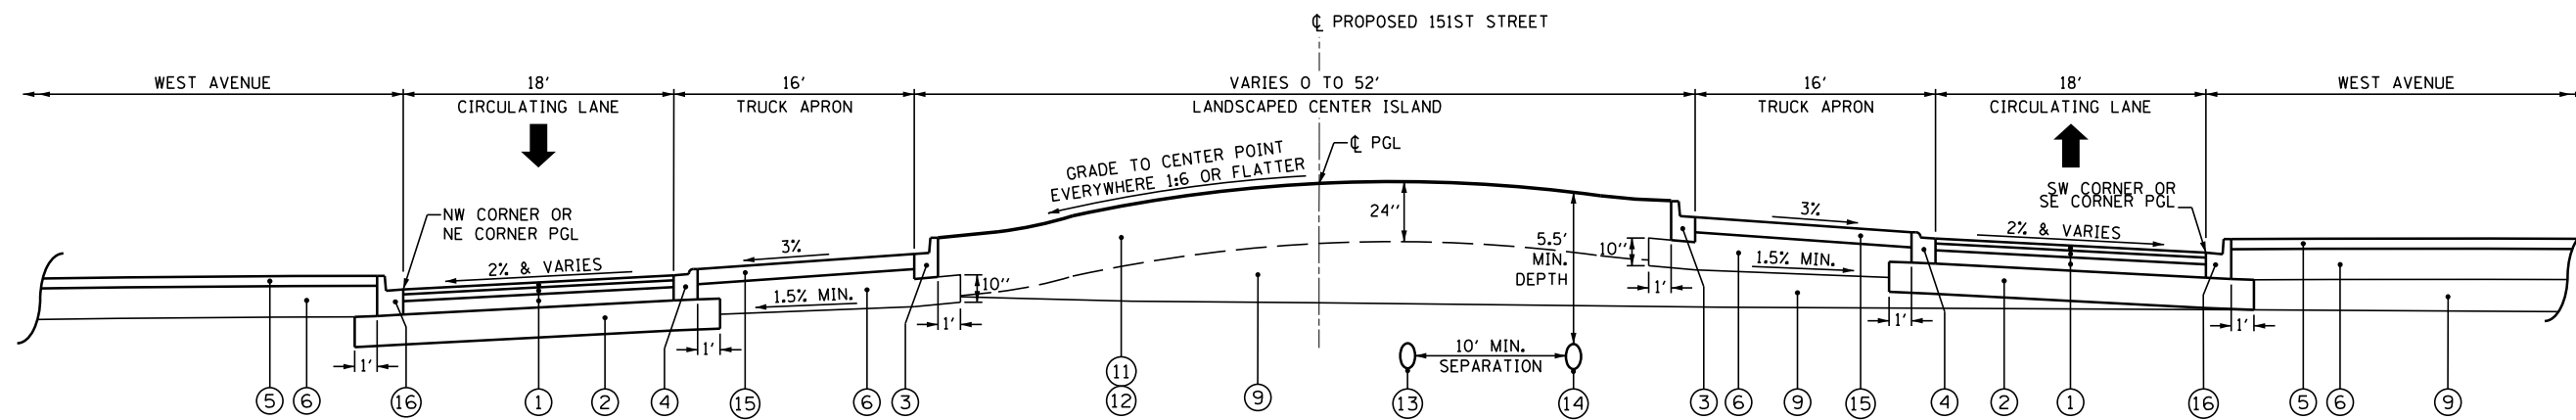 ℄ PROPOSED 151ST STREET
WEST AVENUE
18'
16'
VARIES 0 TO 52'
16'
18'
WEST AVENUE
CIRCULATING LANE
TRUCK APRON
LANDSCAPED CENTER ISLAND
TRUCK APRON
CIRCULATING LANE
℄ PGL
GRADE TO CENTER POINT
EVERYWHERE 1:6 OR FLATTER
NW CORNER OR
NE CORNER PGL
SW CORNER OR
SE CORNER PGL
2% & VARIES
3%
24"
3%
2% & VARIES
5.5'
MIN.
DEPTH
10"
10"
1.5% MIN.
1.5% MIN.
1'
1'
1'
1'
1'
1'
10' MIN.
SEPARATION
5
6
16
1
2
4
15
6
3
11
12
9
13
14
3
6
9
15
4
2
1
16
5
6
9